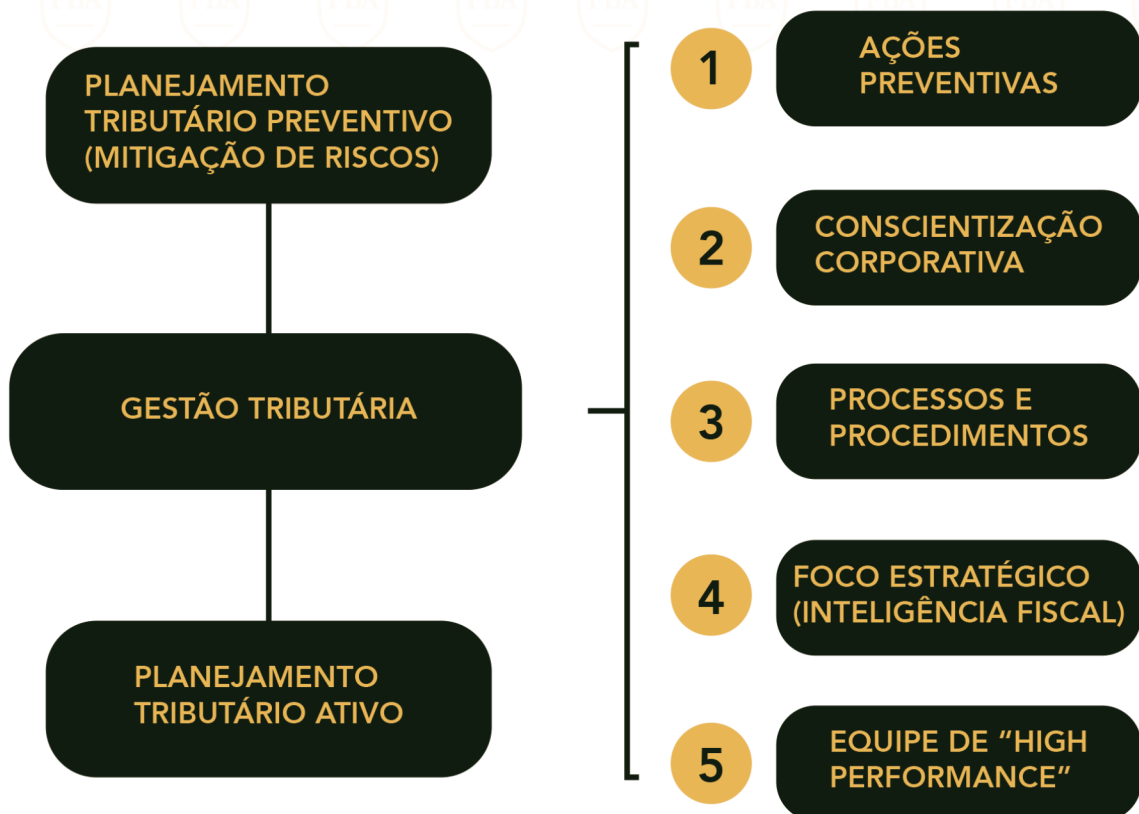 PLANEJAMENTO
TRIBUTÁRIO PREVENTIVO
(MITIGAÇÃO DE RISCOS)
GESTÃO TRIBUTÁRIA
PLANEJAMENTO
TRIBUTÁRIO ATIVO
1
AÇÕES
PREVENTIVAS
2
CONSCIENTIZAÇÃO
CORPORATIVA
3
PROCESSOS E
PROCEDIMENTOS
4
FOCO ESTRATÉGICO
(INTELIGÊNCIA FISCAL)
5
EQUIPE DE “HIGH
PERFORMANCE”